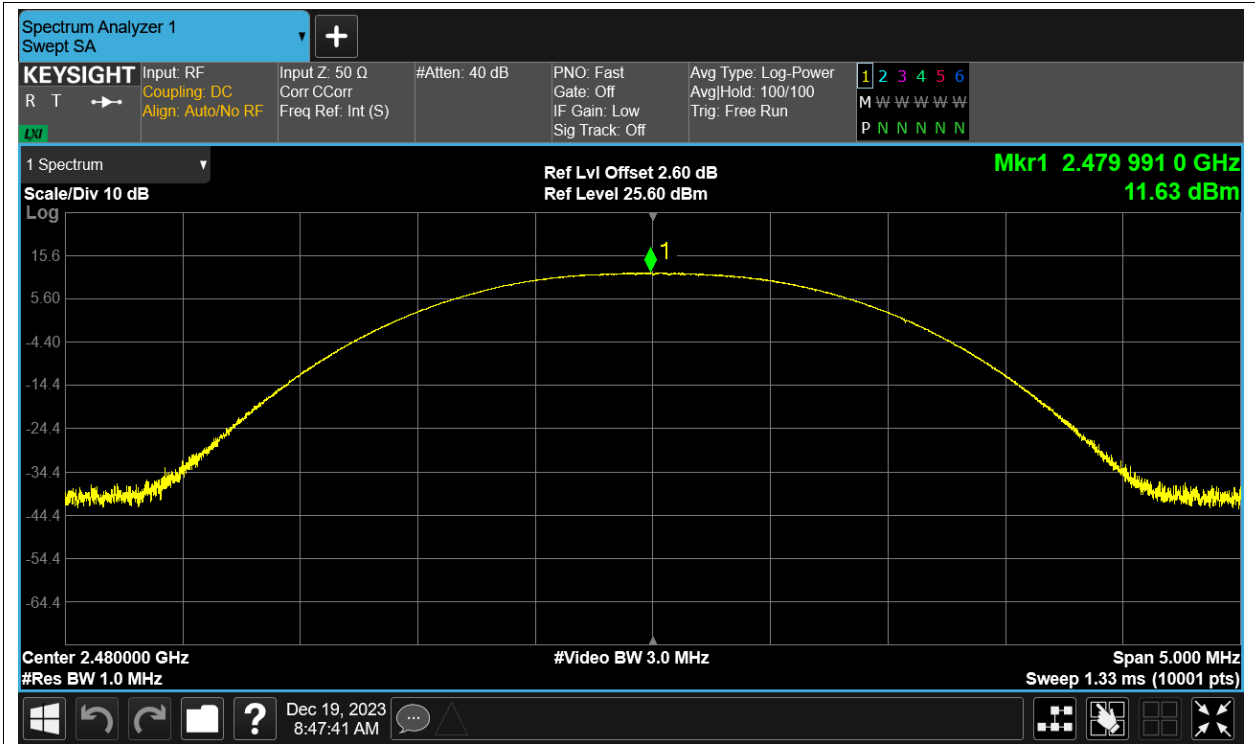 Spectrum Analyzer 1
Swept SA
+
KEYSIGHT
R T
LXI
Input: RF
Coupling: DC
Align: Auto/No RF
Input Z: 50 Ω
Corr CCorr
Freq Ref: Int (S)
#Atten: 40 dB
PNO: Fast
Gate: Off
IF Gain: Low
Sig Track: Off
Avg Type: Log-Power
Avg|Hold: 100/100
Trig: Free Run
1 2 3 4 5 6
M W W W W W
P N N N N N
1 Spectrum
Scale/Div 10 dB
Log
Ref Lvl Offset 2.60 dB
Ref Level 25.60 dBm
Mkr1 2.479 991 0 GHz
11.63 dBm
1
15.6
5.60
-4.40
-14.4
-24.4
-34.4
-44.4
-54.4
-64.4
Center 2.480000 GHz
#Video BW 3.0 MHz
Span 5.000 MHz
#Res BW 1.0 MHz
Sweep 1.33 ms (10001 pts)
?
Dec 19, 2023
8:47:41 AM